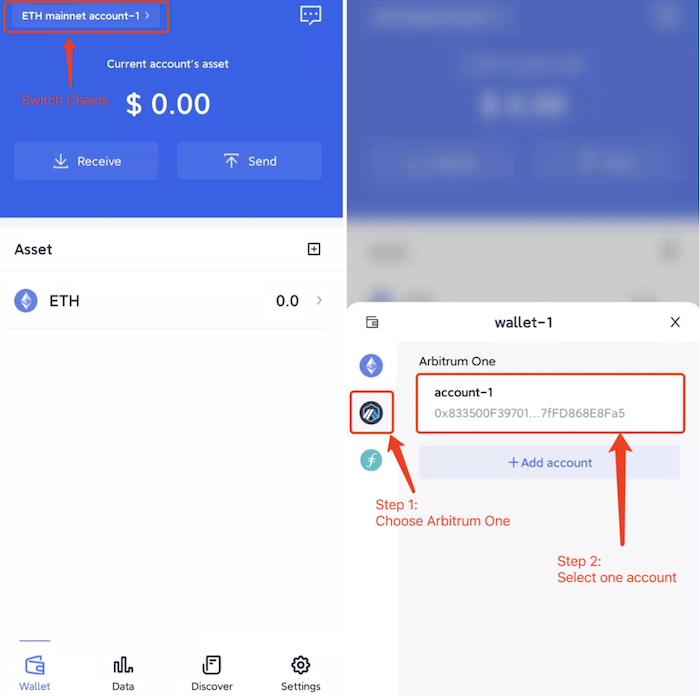 ETH mainnet account-1 >
Current account's asset
Switch Chains
$ 0.00
Receive
Send
Asset
ETH
0.0 >
Wallet
Data
Discover
Settings
wallet-1
Arbitrum One
account-1
0x833500F39701...7fFD868E8Fa5
+ Add account
Step 1:
Choose Arbitrum One
Step 2:
Select one account